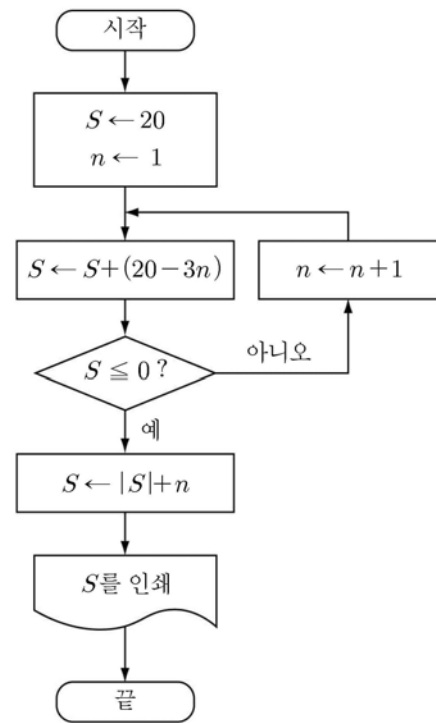 시작
S ← 20
n ← 1
S ← S+(20−3n)
n ← n+1
S ≦ 0 ?
아니오
예
S ← |S|+n
S를 인쇄
끝